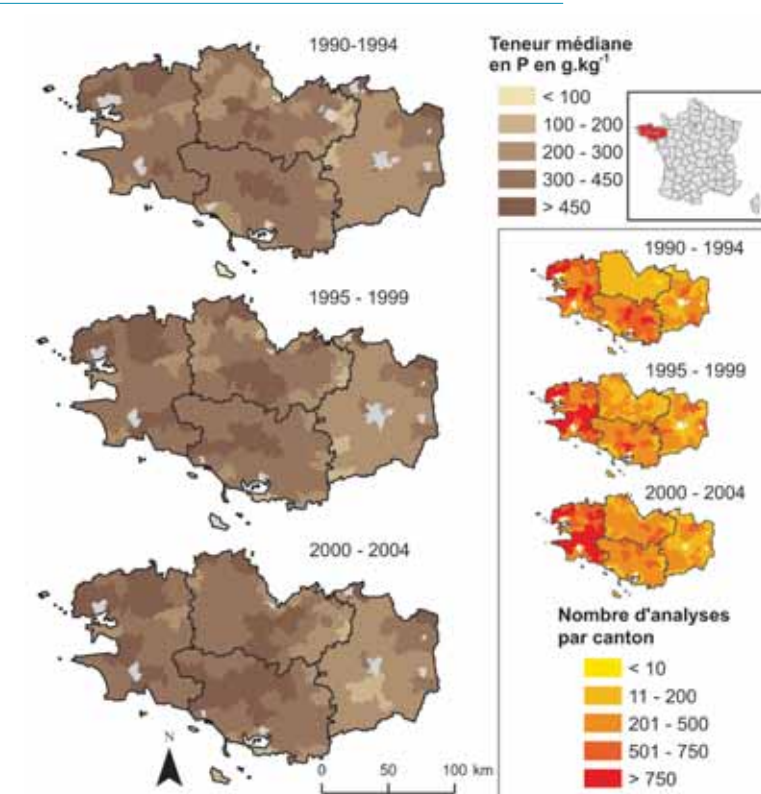 1990-1994
1995 - 1999
2000 - 2004
N
0 50 100 km
Teneur médiane
en P en g.kg⁻¹
< 100
100 - 200
200 - 300
300 - 450
> 450
1990 - 1994
1995 - 1999
2000 - 2004
Nombre d'analyses
par canton
< 10
11 - 200
201 - 500
501 - 750
> 750